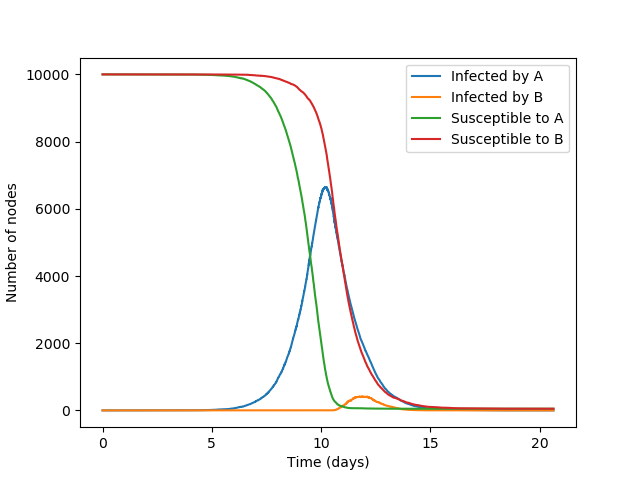 Infected by A
Infected by B
Susceptible to A
Susceptible to B
10000
8000
6000
4000
2000
0
Number of nodes
0 5 10 15 20
Time (days)